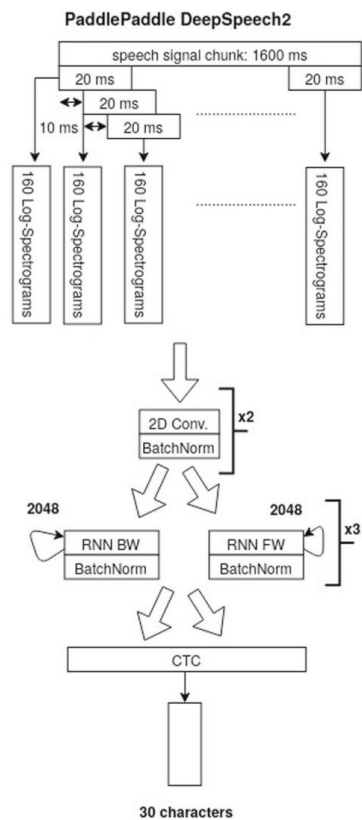 PaddlePaddle DeepSpeech2
speech signal chunk: 1600 ms
20 ms
20 ms
20 ms
10 ms
20 ms
160 Log-Spectrograms
160 Log-Spectrograms
160 Log-Spectrograms
160 Log-Spectrograms
2D Conv.
BatchNorm
x2
2048
2048
RNN BW
BatchNorm
RNN FW
BatchNorm
x3
CTC
30 characters